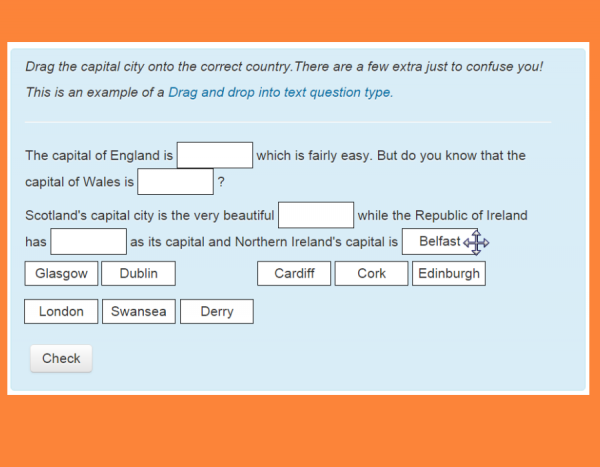 Drag the capital city onto the correct country.There are a few extra just to confuse you!
This is an example of a Drag and drop into text question type.
The capital of England is which is fairly easy. But do you know that the
capital of Wales is ?
Scotland's capital city is the very beautiful while the Republic of Ireland
has as its capital and Northern Ireland's capital is Belfast
Glasgow Dublin Cardiff Cork Edinburgh
London Swansea Derry
Check